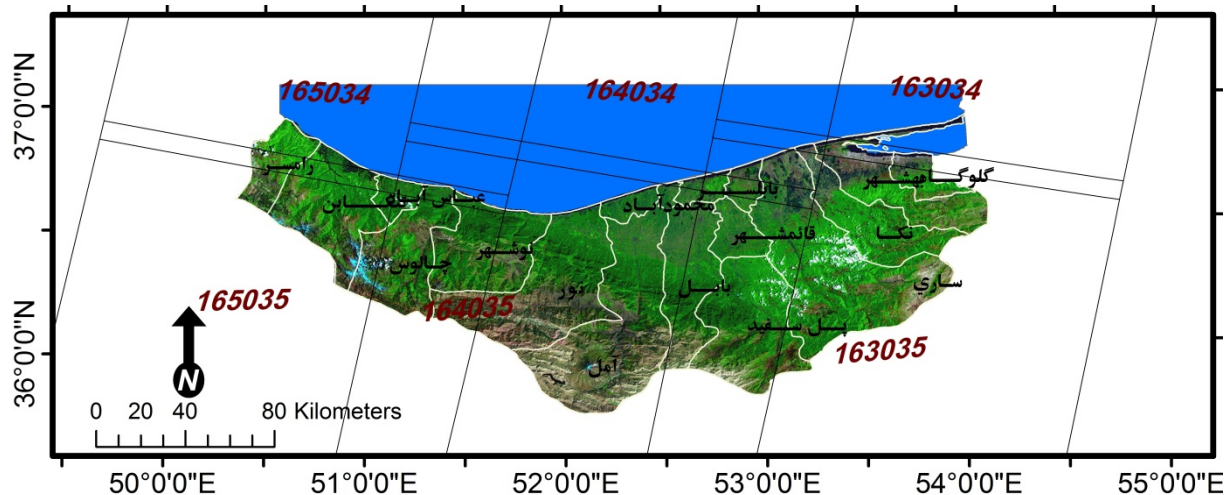 165034
164034
163034
37°0'0"N
رامسر
گلوگاه
بهشهر
بابلسر
عباس آباد
محمودآباد
تنکابن
نکا
قائمشهر
نوشهر
چالوس
ساري
بابل
نور
165035
164035
پل سفید
163035
36°0'0"N
آمل
N
0 20 40 80 Kilometers
50°0'0"E 51°0'0"E 52°0'0"E 53°0'0"E 54°0'0"E 55°0'0"E